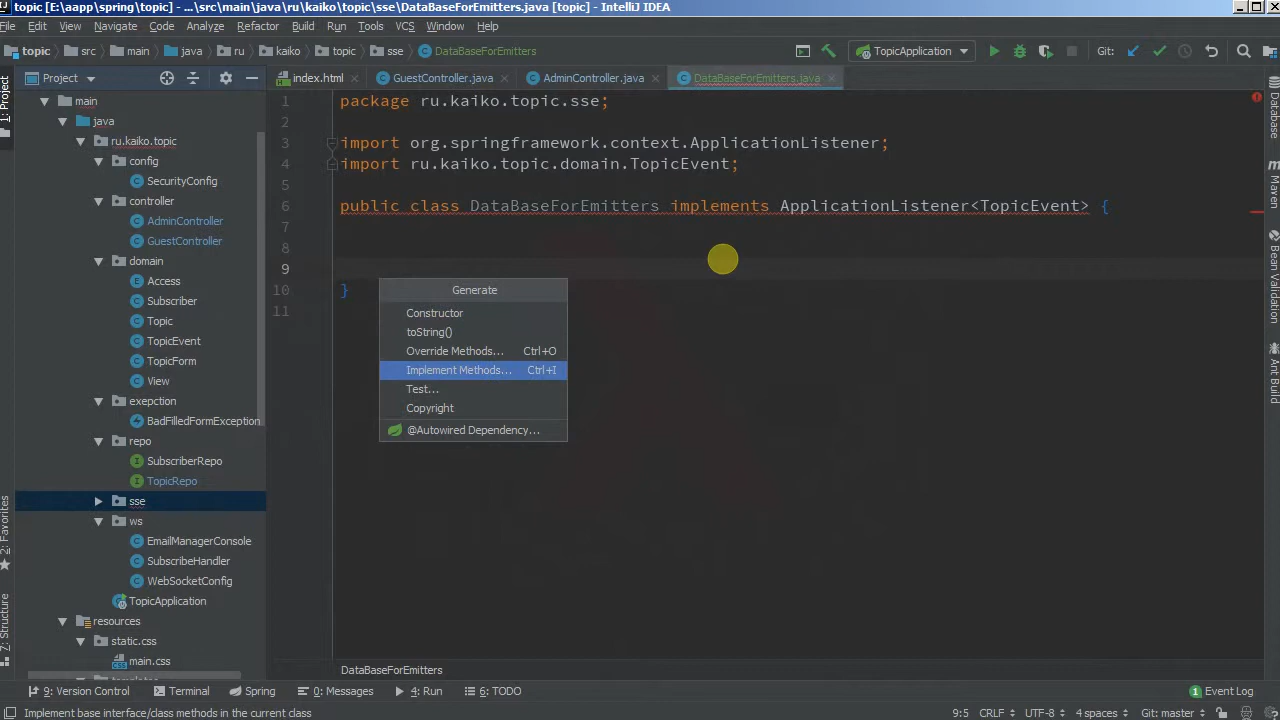 topic [E:\aapp\spring\topic] - ...\src\main\java\ru\kaiko\topic\sse\DataBaseForEmitters.java [topic] - IntelliJ IDEA
File Edit View Navigate Code Analyze Refactor Build Run Tools VCS Window Help
topic src main java ru kaiko topic sse DataBaseForEmitters TopicApplication Git:
1: Project
Project
index.html GuestController.java AdminController.java DataBaseForEmitters.java
main
java
ru.kaiko.topic
config
SecurityConfig
controller
AdminController
GuestController
domain
Access
Subscriber
Topic
TopicEvent
TopicForm
View
exepction
BadFilledFormException
repo
SubscriberRepo
TopicRepo
sse
ws
EmailManagerConsole
SubscribeHandler
WebSocketConfig
TopicApplication
resources
static.css
main.css
templates
2: Favorites
7: Structure
1 package ru.kaiko.topic.sse;
2
3 import org.springframework.context.ApplicationListener;
4 import ru.kaiko.topic.domain.TopicEvent;
5
6 public class DataBaseForEmitters implements ApplicationListener<TopicEvent> {
7
8
9
10 }
11
Generate
Constructor
toString()
Override Methods... Ctrl+O
Implement Methods... Ctrl+I
Test...
Copyright
@Autowired Dependency...
Database
Maven
Bean Validation
Ant Build
DataBaseForEmitters
9: Version Control Terminal Spring 0: Messages 4: Run 6: TODO 1 Event Log
Implement base interface/class methods in the current class 9:5 CRLF UTF-8 4 spaces Git: master